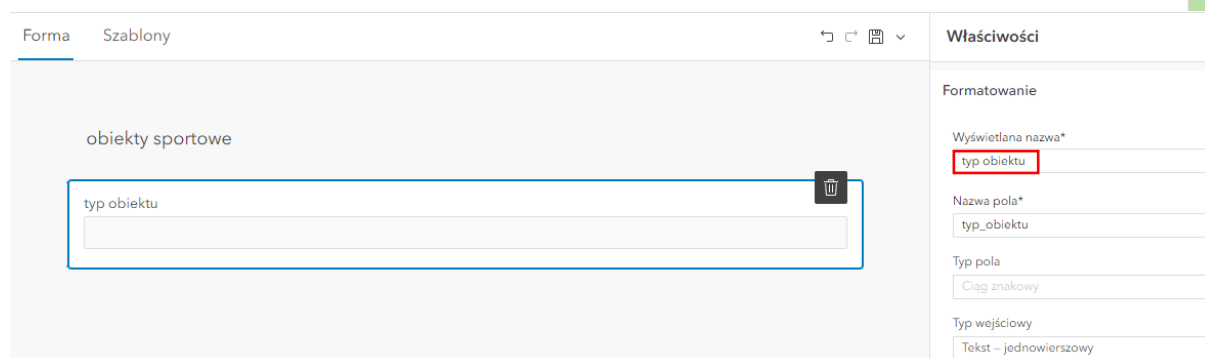 Forma Szablony
Właściwości
Formatowanie
obiekty sportowe
Wyświetlana nazwa*
typ obiektu
typ obiektu
Nazwa pola*
typ_obiektu
Typ pola
Ciąg znakowy
Typ wejściowy
Tekst – jednowierszowy